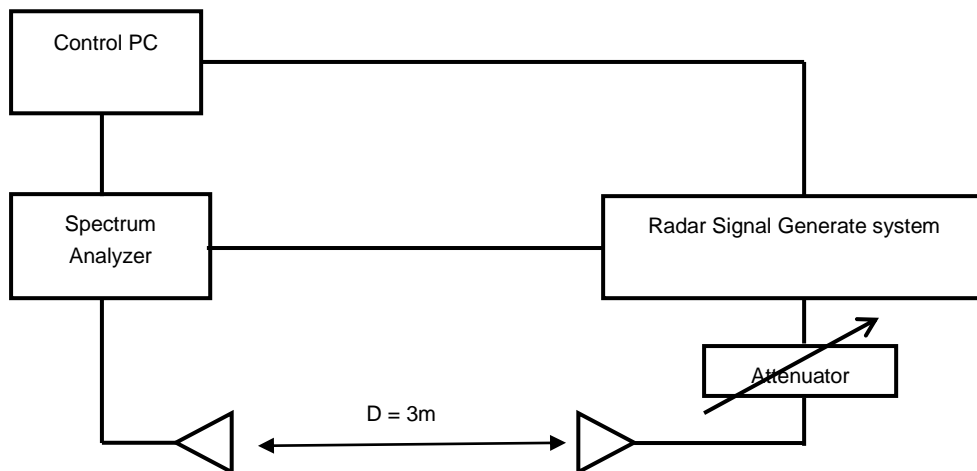 Control PC
Spectrum
Analyzer
Radar Signal Generate system
Attenuator
D = 3m